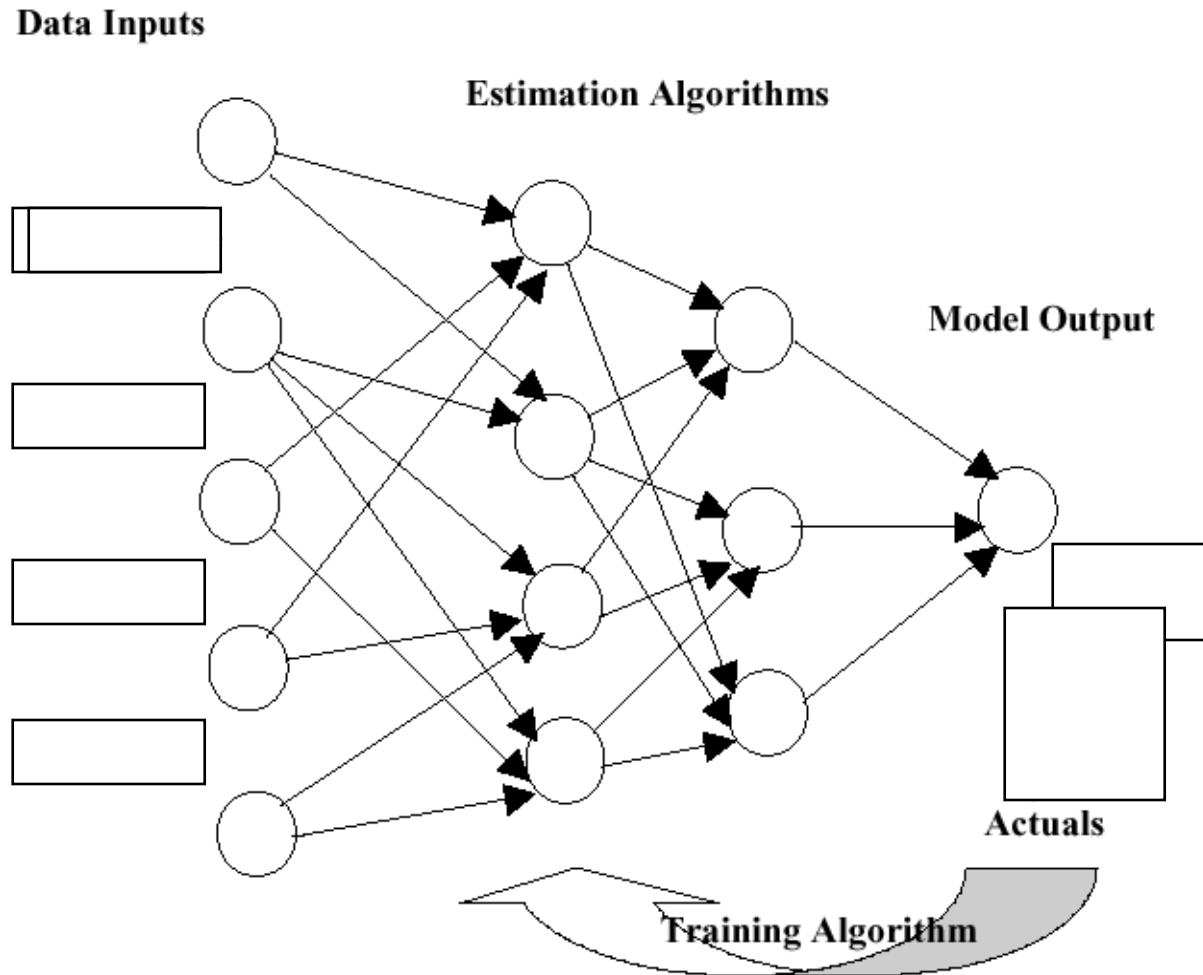 Data Inputs
Estimation Algorithms
Model Output
Actuals
Training Algorithm